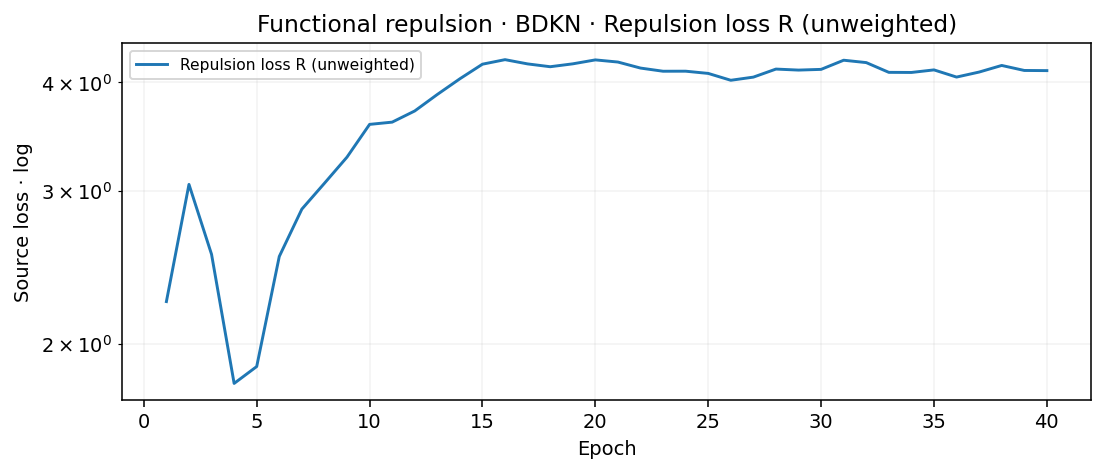 Functional repulsion · BDKN · Repulsion loss R (unweighted)
Repulsion loss R (unweighted)
Source loss · log
4 × 10⁰
3 × 10⁰
2 × 10⁰
0 5 10 15 20 25 30 35 40
Epoch